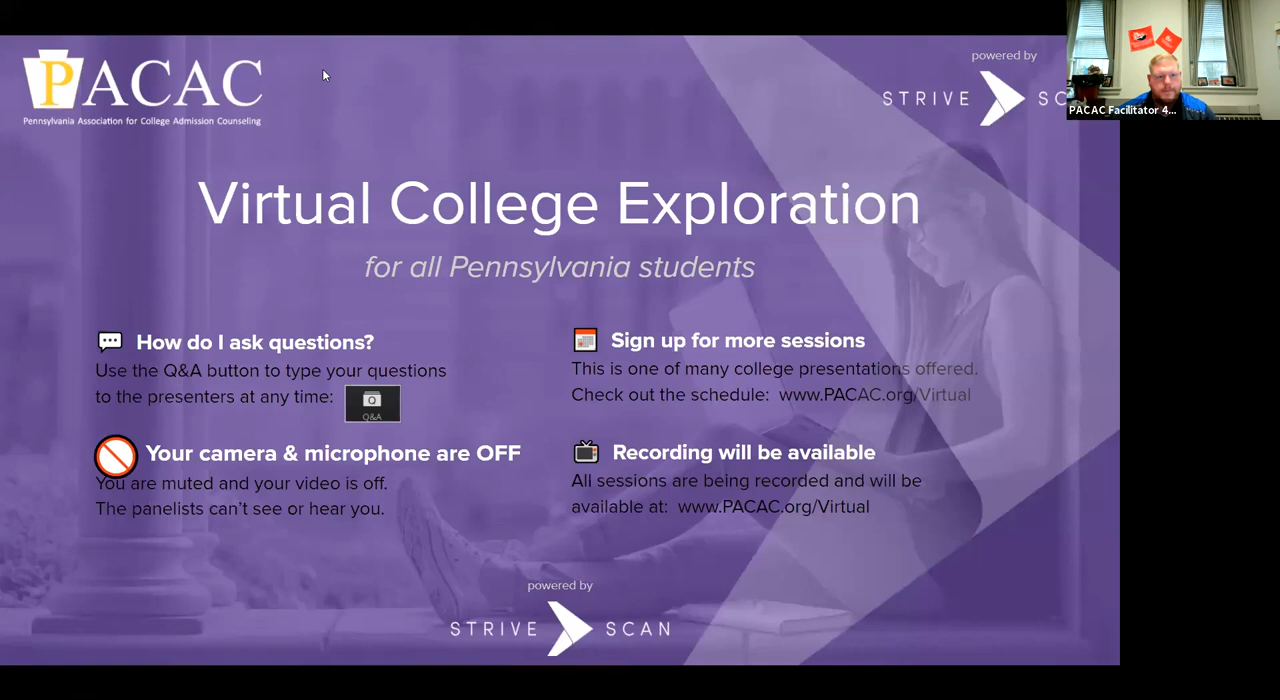 PACAC
Pennsylvania Association for College Admission Counseling
powered by
STRIVE SC
PACAC Facilitator 4...
Virtual College Exploration
for all Pennsylvania students
How do I ask questions?
Use the Q&A button to type your questions
to the presenters at any time:
Q&A
Your camera & microphone are OFF
You are muted and your video is off.
The panelists can’t see or hear you.
Sign up for more sessions
This is one of many college presentations offered.
Check out the schedule: www.PACAC.org/Virtual
Recording will be available
All sessions are being recorded and will be
available at: www.PACAC.org/Virtual
powered by
STRIVE SCAN